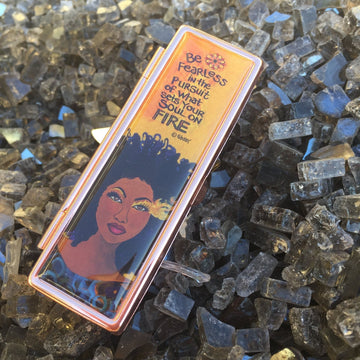 Be
Fearless
in the
Pursuit
of what
sets your
soul on
FIRE